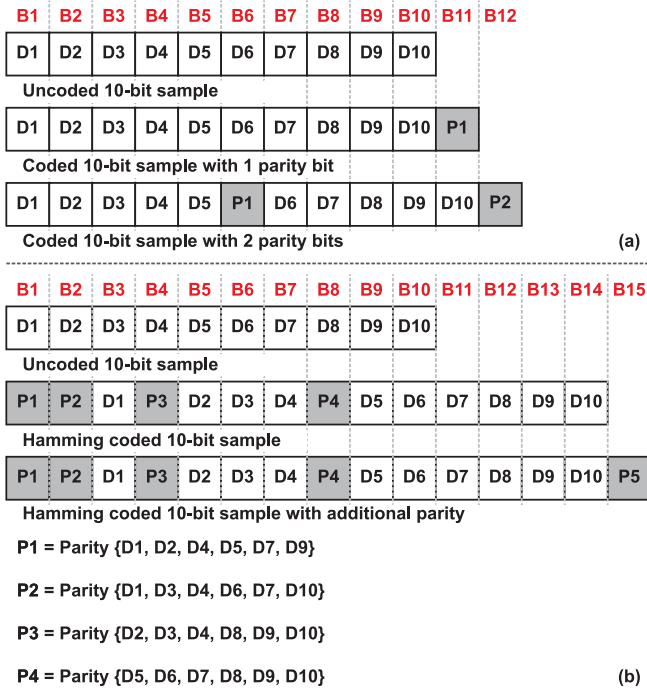 B1 B2 B3 B4 B5 B6 B7 B8 B9 B10 B11 B12
D1 D2 D3 D4 D5 D6 D7 D8 D9 D10
Uncoded 10-bit sample
D1 D2 D3 D4 D5 D6 D7 D8 D9 D10 P1
Coded 10-bit sample with 1 parity bit
D1 D2 D3 D4 D5 P1 D6 D7 D8 D9 D10 P2
Coded 10-bit sample with 2 parity bits (a)
B1 B2 B3 B4 B5 B6 B7 B8 B9 B10 B11 B12 B13 B14 B15
D1 D2 D3 D4 D5 D6 D7 D8 D9 D10
Uncoded 10-bit sample
P1 P2 D1 P3 D2 D3 D4 P4 D5 D6 D7 D8 D9 D10
Hamming coded 10-bit sample
P1 P2 D1 P3 D2 D3 D4 P4 D5 D6 D7 D8 D9 D10 P5
Hamming coded 10-bit sample with additional parity
P1 = Parity {D1, D2, D4, D5, D7, D9}
P2 = Parity {D1, D3, D4, D6, D7, D10}
P3 = Parity {D2, D3, D4, D8, D9, D10}
P4 = Parity {D5, D6, D7, D8, D9, D10} (b)